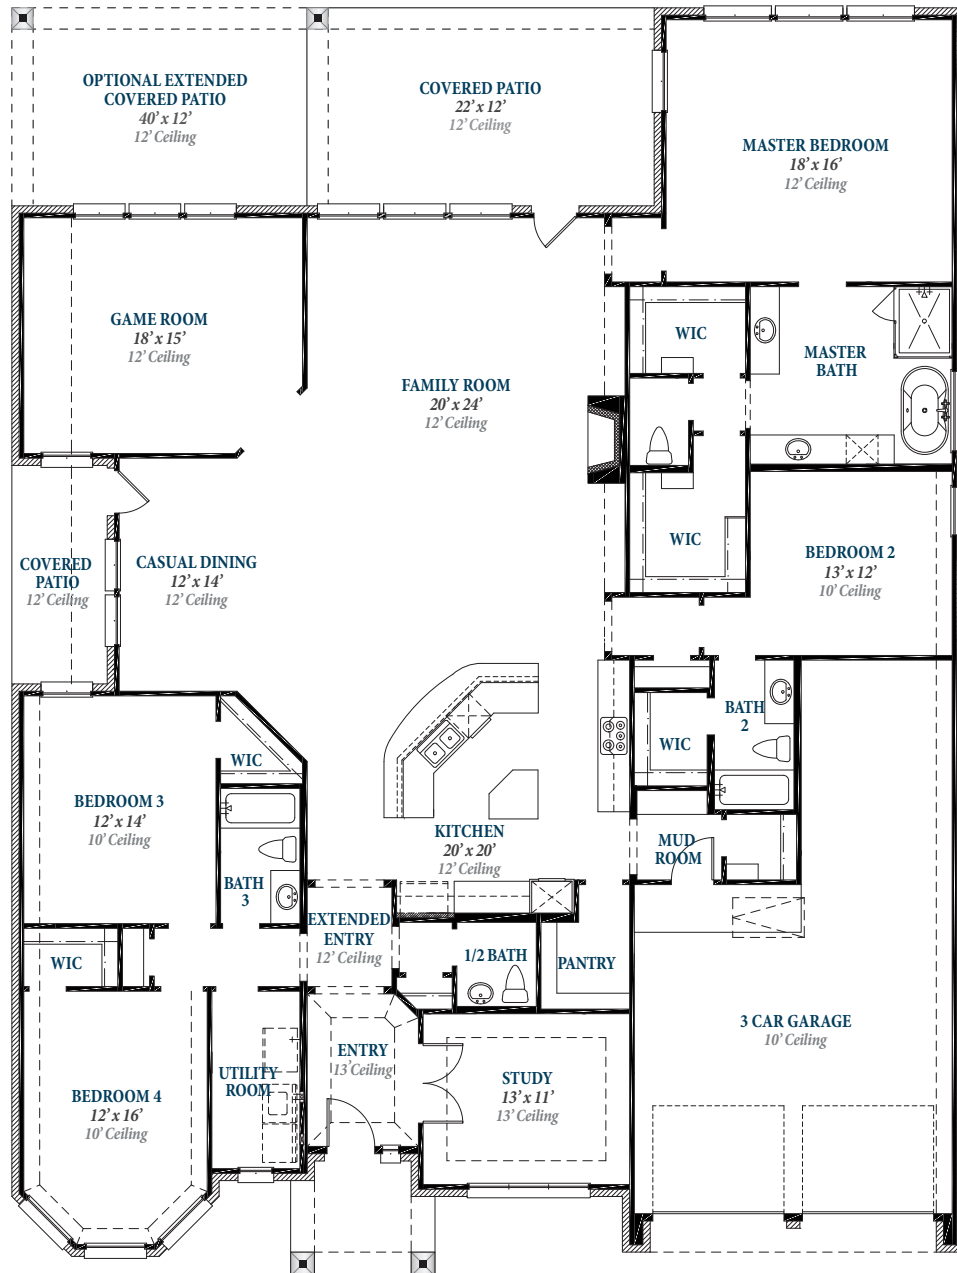 OPTIONAL EXTENDED
COVERED PATIO
40' x 12'
12' Ceiling
COVERED PATIO
22' x 12'
12' Ceiling
MASTER BEDROOM
18' x 16'
12' Ceiling
GAME ROOM
18' x 15'
12' Ceiling
FAMILY ROOM
20' x 24'
12' Ceiling
WIC
MASTER
BATH
WIC
COVERED
PATIO
12' Ceiling
CASUAL DINING
12' x 14'
12' Ceiling
BEDROOM 2
13' x 12'
10' Ceiling
WIC
BATH
2
WIC
BEDROOM 3
12' x 14'
10' Ceiling
KITCHEN
20' x 20'
12' Ceiling
MUD
ROOM
BATH
3
EXTENDED
ENTRY
12' Ceiling
WIC
1/2 BATH
PANTRY
3 CAR GARAGE
10' Ceiling
ENTRY
13' Ceiling
UTILITY
ROOM
STUDY
13' x 11'
13' Ceiling
BEDROOM 4
12' x 16'
10' Ceiling